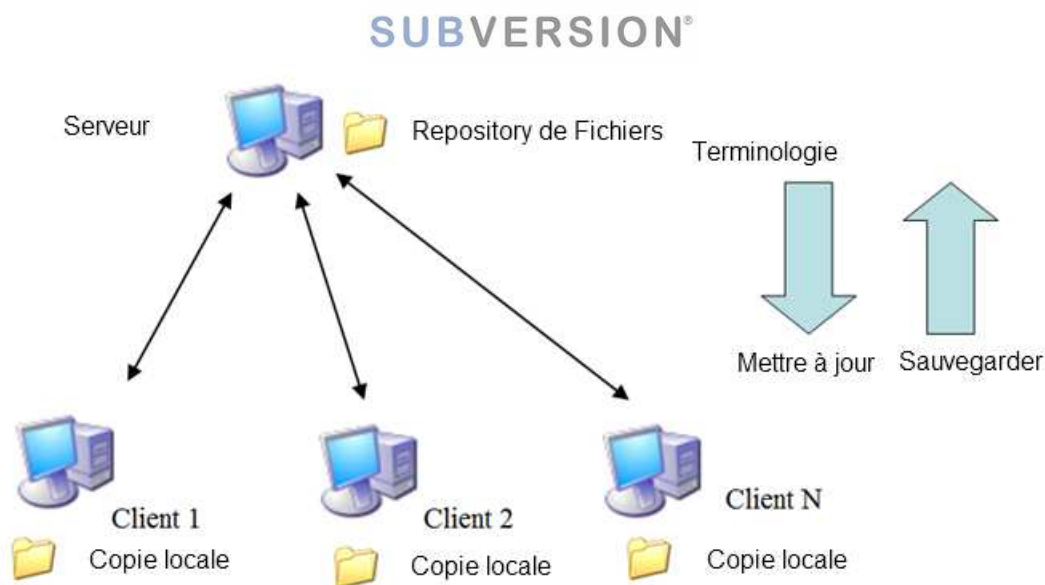 SUBVERSION®
Serveur
Repository de Fichiers
Terminologie
Mettre à jour
Sauvegarder
Client 1
Copie locale
Client 2
Copie locale
Client N
Copie locale